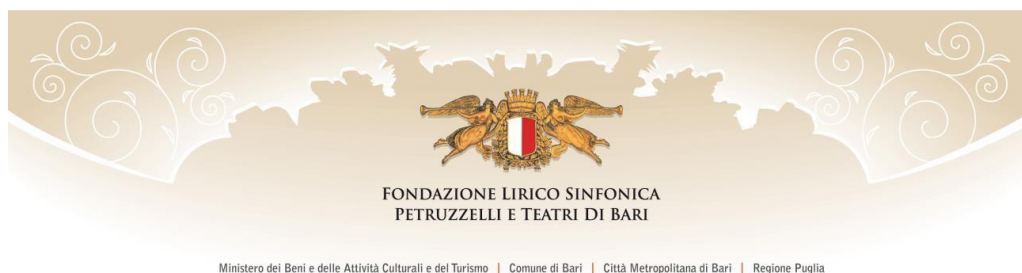 FONDAZIONE LIRICO SINFONICA
PETRUZZELLI E TEATRI DI BARI
Ministero dei Beni e delle Attività Culturali e del Turismo | Comune di Bari | Città Metropolitana di Bari | Regione Puglia